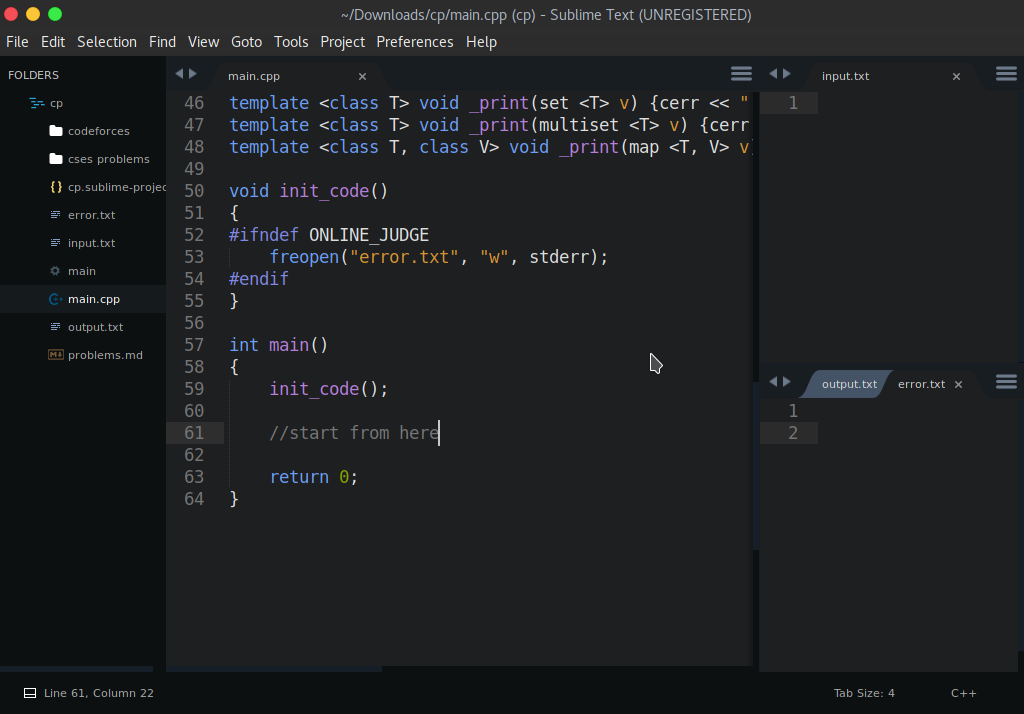 ~/Downloads/cp/main.cpp (cp) - Sublime Text (UNREGISTERED)
File Edit Selection Find View Goto Tools Project Preferences Help
FOLDERS
cp
codeforces
cses problems
cp.sublime-projec
error.txt
input.txt
main
main.cpp
output.txt
problems.md
main.cpp ×
46 template <class T> void _print(set <T> v) {cerr << "
47 template <class T> void _print(multiset <T> v) {cerr
48 template <class T, class V> void _print(map <T, V> v
49
50 void init_code()
51 {
52 #ifndef ONLINE_JUDGE
53     freopen("error.txt", "w", stderr);
54 #endif
55 }
56
57 int main()
58 {
59     init_code();
60
61     //start from here
62
63     return 0;
64 }
input.txt ×
1
output.txt error.txt ×
1
2
Line 61, Column 22
Tab Size: 4 C++